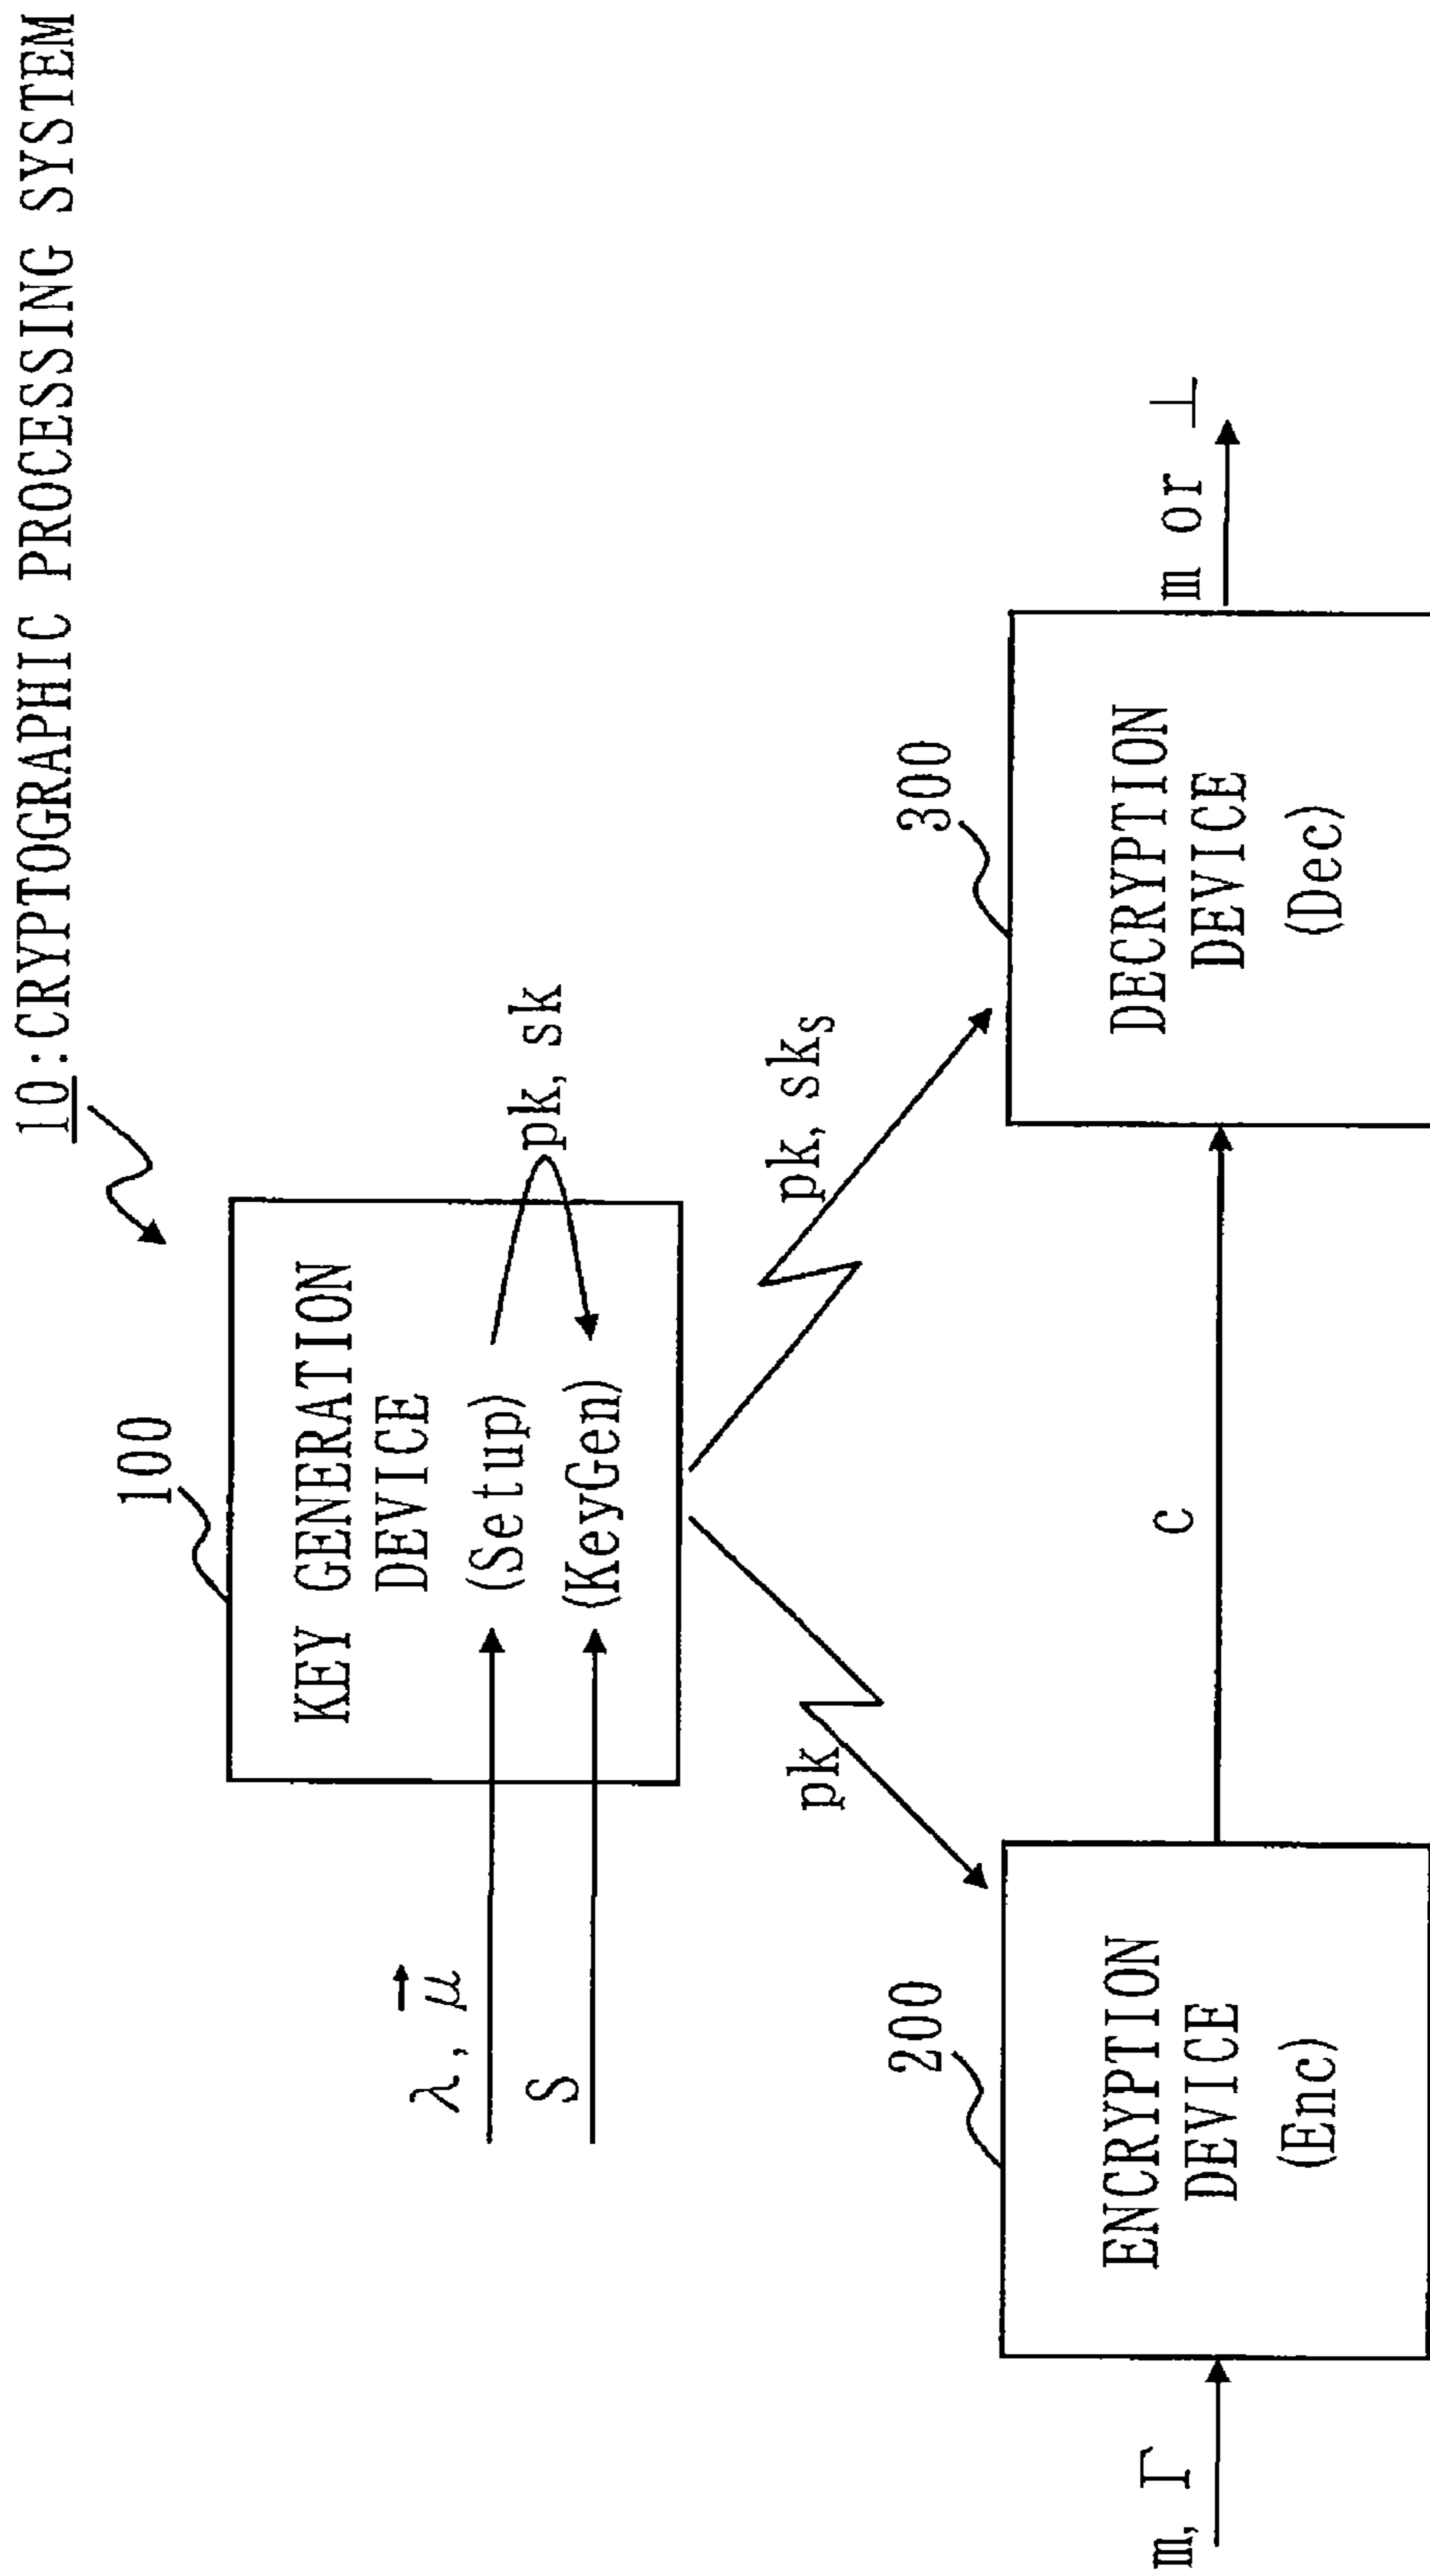 10:CRYPTOGRAPHIC PROCESSING SYSTEM
100
KEY GENERATION
DEVICE
λ, μ⃗
(Setup)
pk, sk
S
(KeyGen)
pk
pk, skₛ
200
300
ENCRYPTION
DEVICE
(Enc)
DECRYPTION
DEVICE
(Dec)
m, Γ
c
m or ⊥